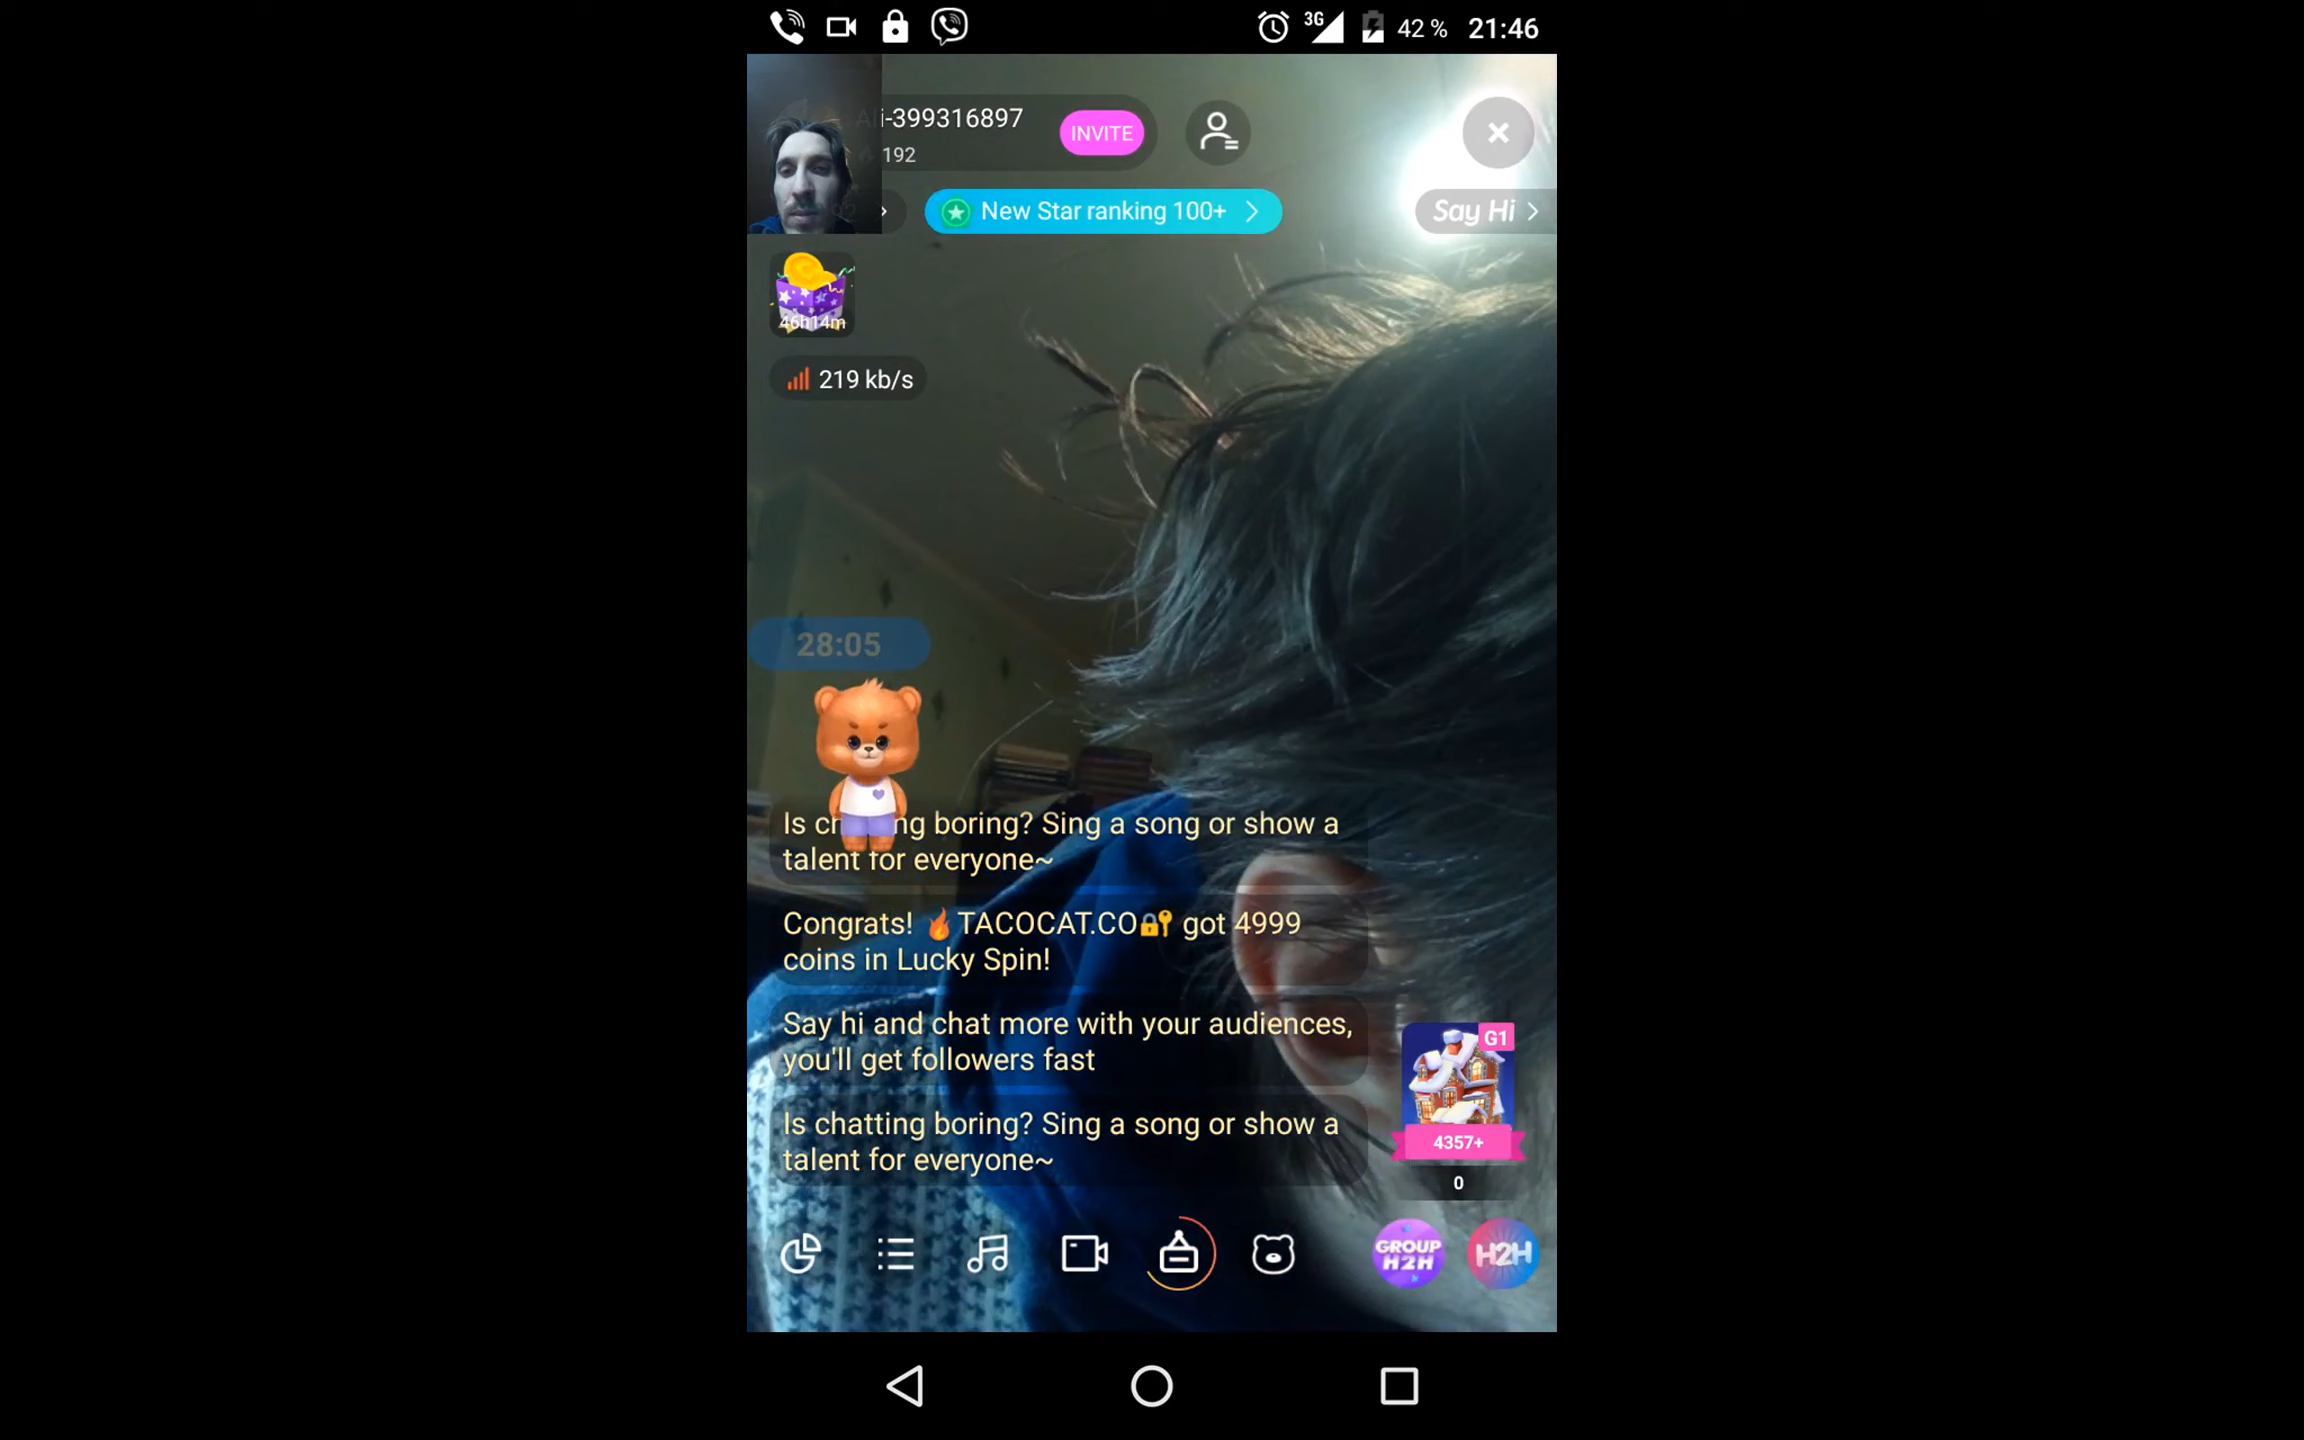 3G 42 % 21:46
Ali-399316897
INVITE
192
New Star ranking 100+
Say Hi
46h14m
219 kb/s
28:05
Is ch ng boring? Sing a song or show a
talent for everyone~
Congrats! 🔥TACOCAT.CO🔐 got 4999
coins in Lucky Spin!
Say hi and chat more with your audiences,
you'll get followers fast
Is chatting boring? Sing a song or show a
talent for everyone~
G1
4357+
0
GROUP
H2H
H2H